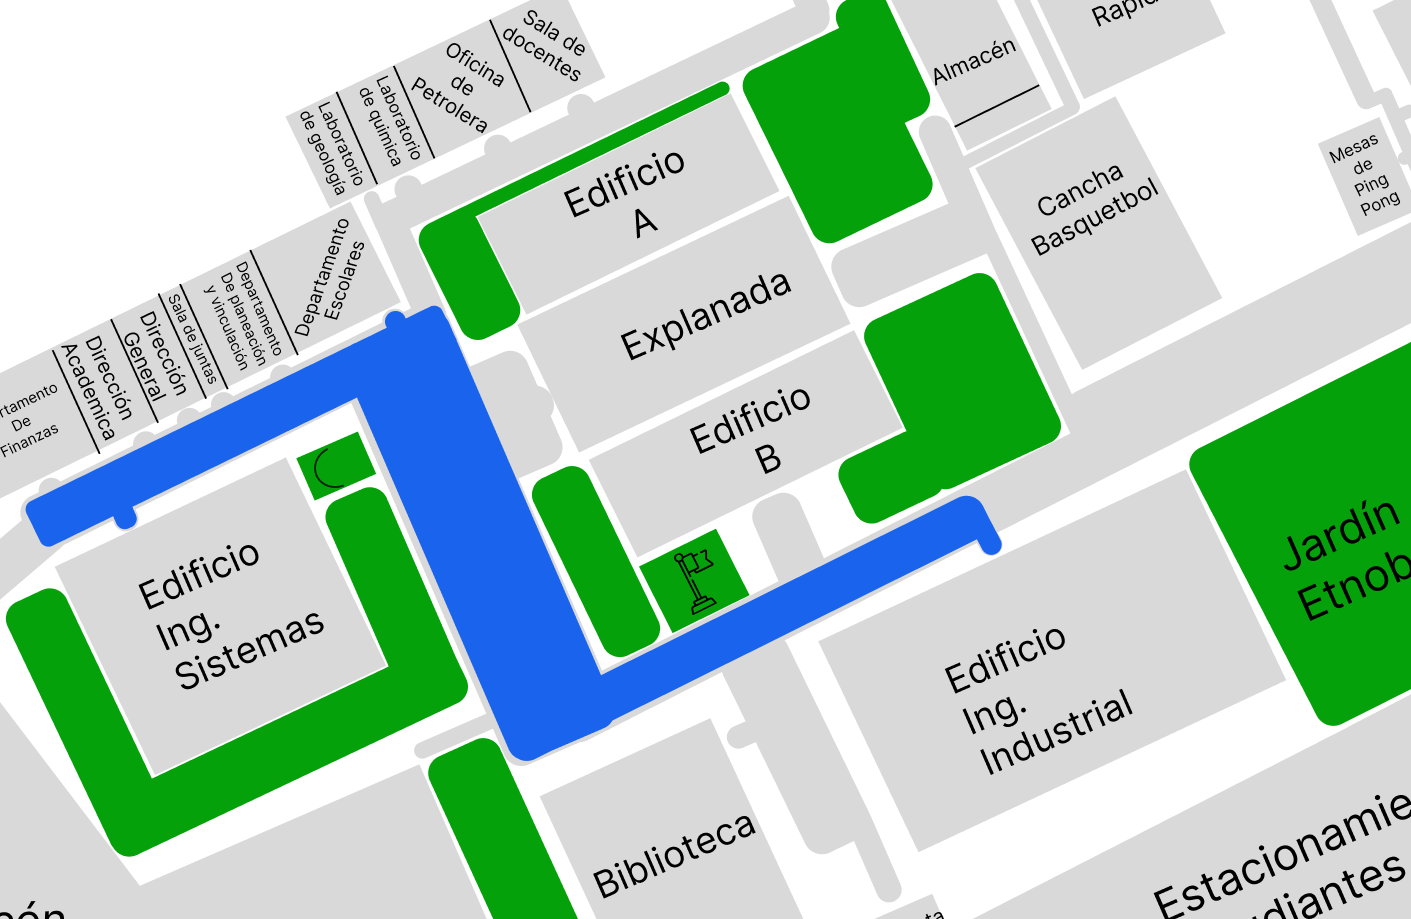 Sala de
docentes
Oficina
de
Petrolera
Laboratorio
de química
Laboratorio
de geología
Almacén
Edificio
A
Cancha
Basquetbol
Mesas
de
Ping
Pong
Departamento
Escolares
Departamento
De planeación
y vinculación
Sala de juntas
Dirección
General
Dirección
Academica
De
Finanzas
Explanada
Edificio
B
Edificio
Ing.
Sistemas
Jardín
Edificio
Ing.
Industrial
Biblioteca